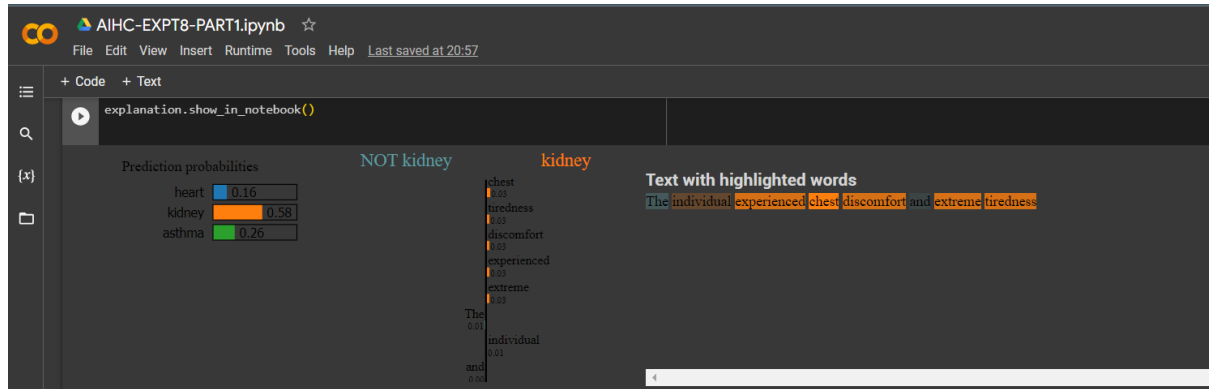 AIHC-EXPT8-PART1.ipynb
File Edit View Insert Runtime Tools Help Last saved at 20:57
+ Code + Text
{x}
explanation.show_in_notebook()
Prediction probabilities
heart 0.16
kidney 0.58
asthma 0.26
NOT kidney kidney
chest
0.03
tiredness
0.03
discomfort
0.03
experienced
0.03
extreme
0.03
The
0.01
individual
0.01
and
0.00
Text with highlighted words
The individual experienced chest discomfort and extreme tiredness